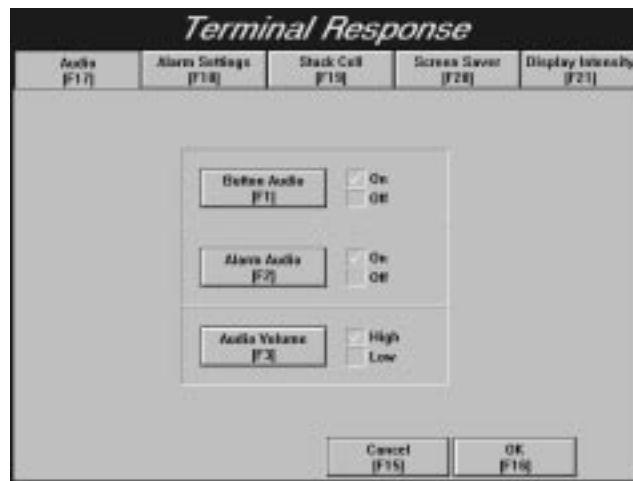 Terminal Response
Audio [F17]
Alarm Settings [F18]
Stuck Cell [F19]
Screen Saver [F20]
Display Intensity [F21]
Button Audio [F1]
On
Off
Alarm Audio [F2]
On
Off
Audio Volume [F3]
High
Low
Cancel [F15]
OK [F16]